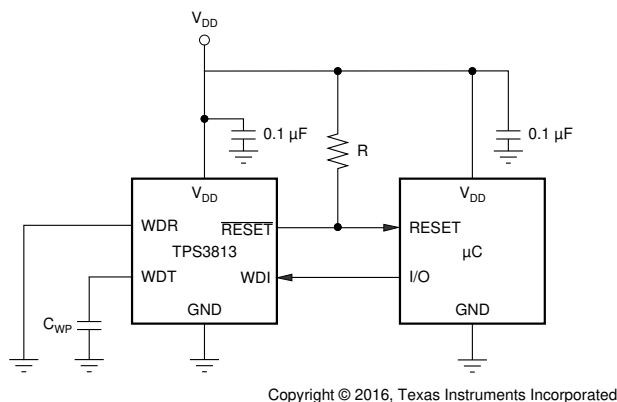 VDD
0.1 µF
R
0.1 µF
VDD
VDD
WDR
RESET
RESET
TPS3813
µC
WDT
WDI
I/O
CWP
GND
GND
Copyright © 2016, Texas Instruments Incorporated